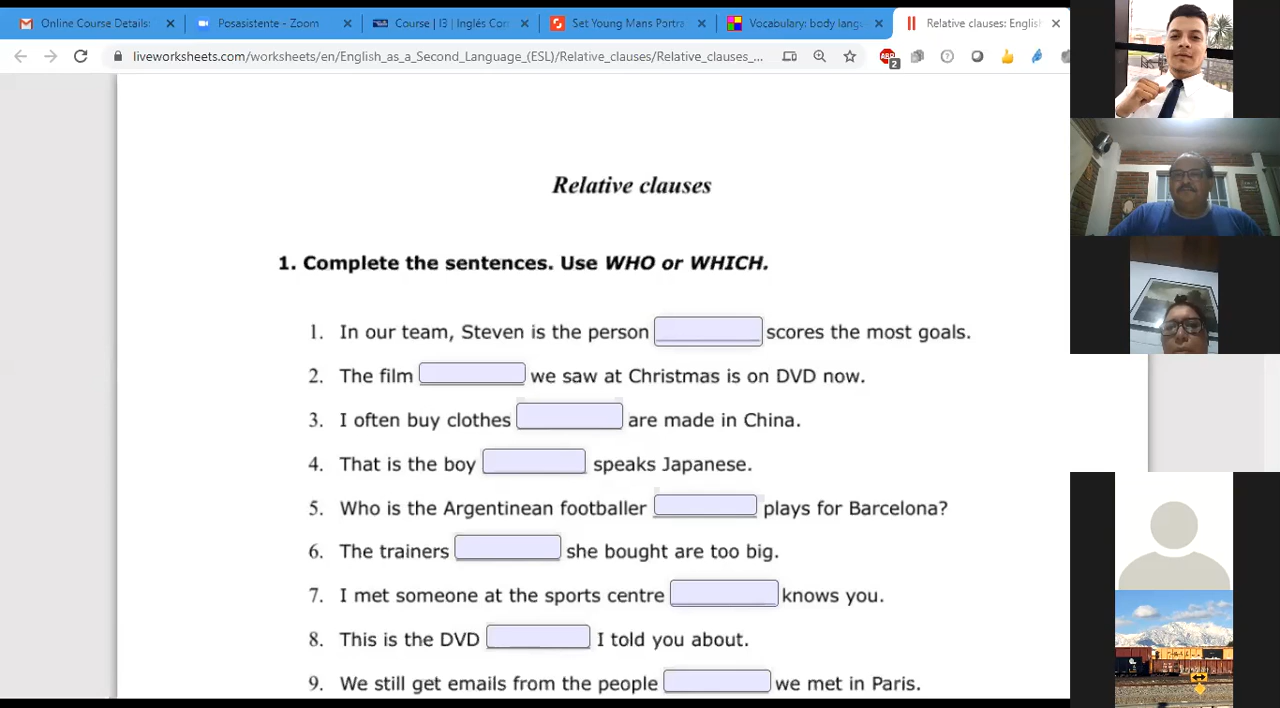 Online Course Details:
Posasistente - Zoom
Course | I3 | Inglés Con
Set Young Mans Portra
Vocabulary: body langu
Relative clauses: English
liveworksheets.com/worksheets/en/English_as_a_Second_Language_(ESL)/Relative_clauses/Relative_clauses_...
2
Relative clauses
1. Complete the sentences. Use WHO or WHICH.
1. In our team, Steven is the person scores the most goals.
2. The film we saw at Christmas is on DVD now.
3. I often buy clothes are made in China.
4. That is the boy speaks Japanese.
5. Who is the Argentinean footballer plays for Barcelona?
6. The trainers she bought are too big.
7. I met someone at the sports centre knows you.
8. This is the DVD I told you about.
9. We still get emails from the people we met in Paris.